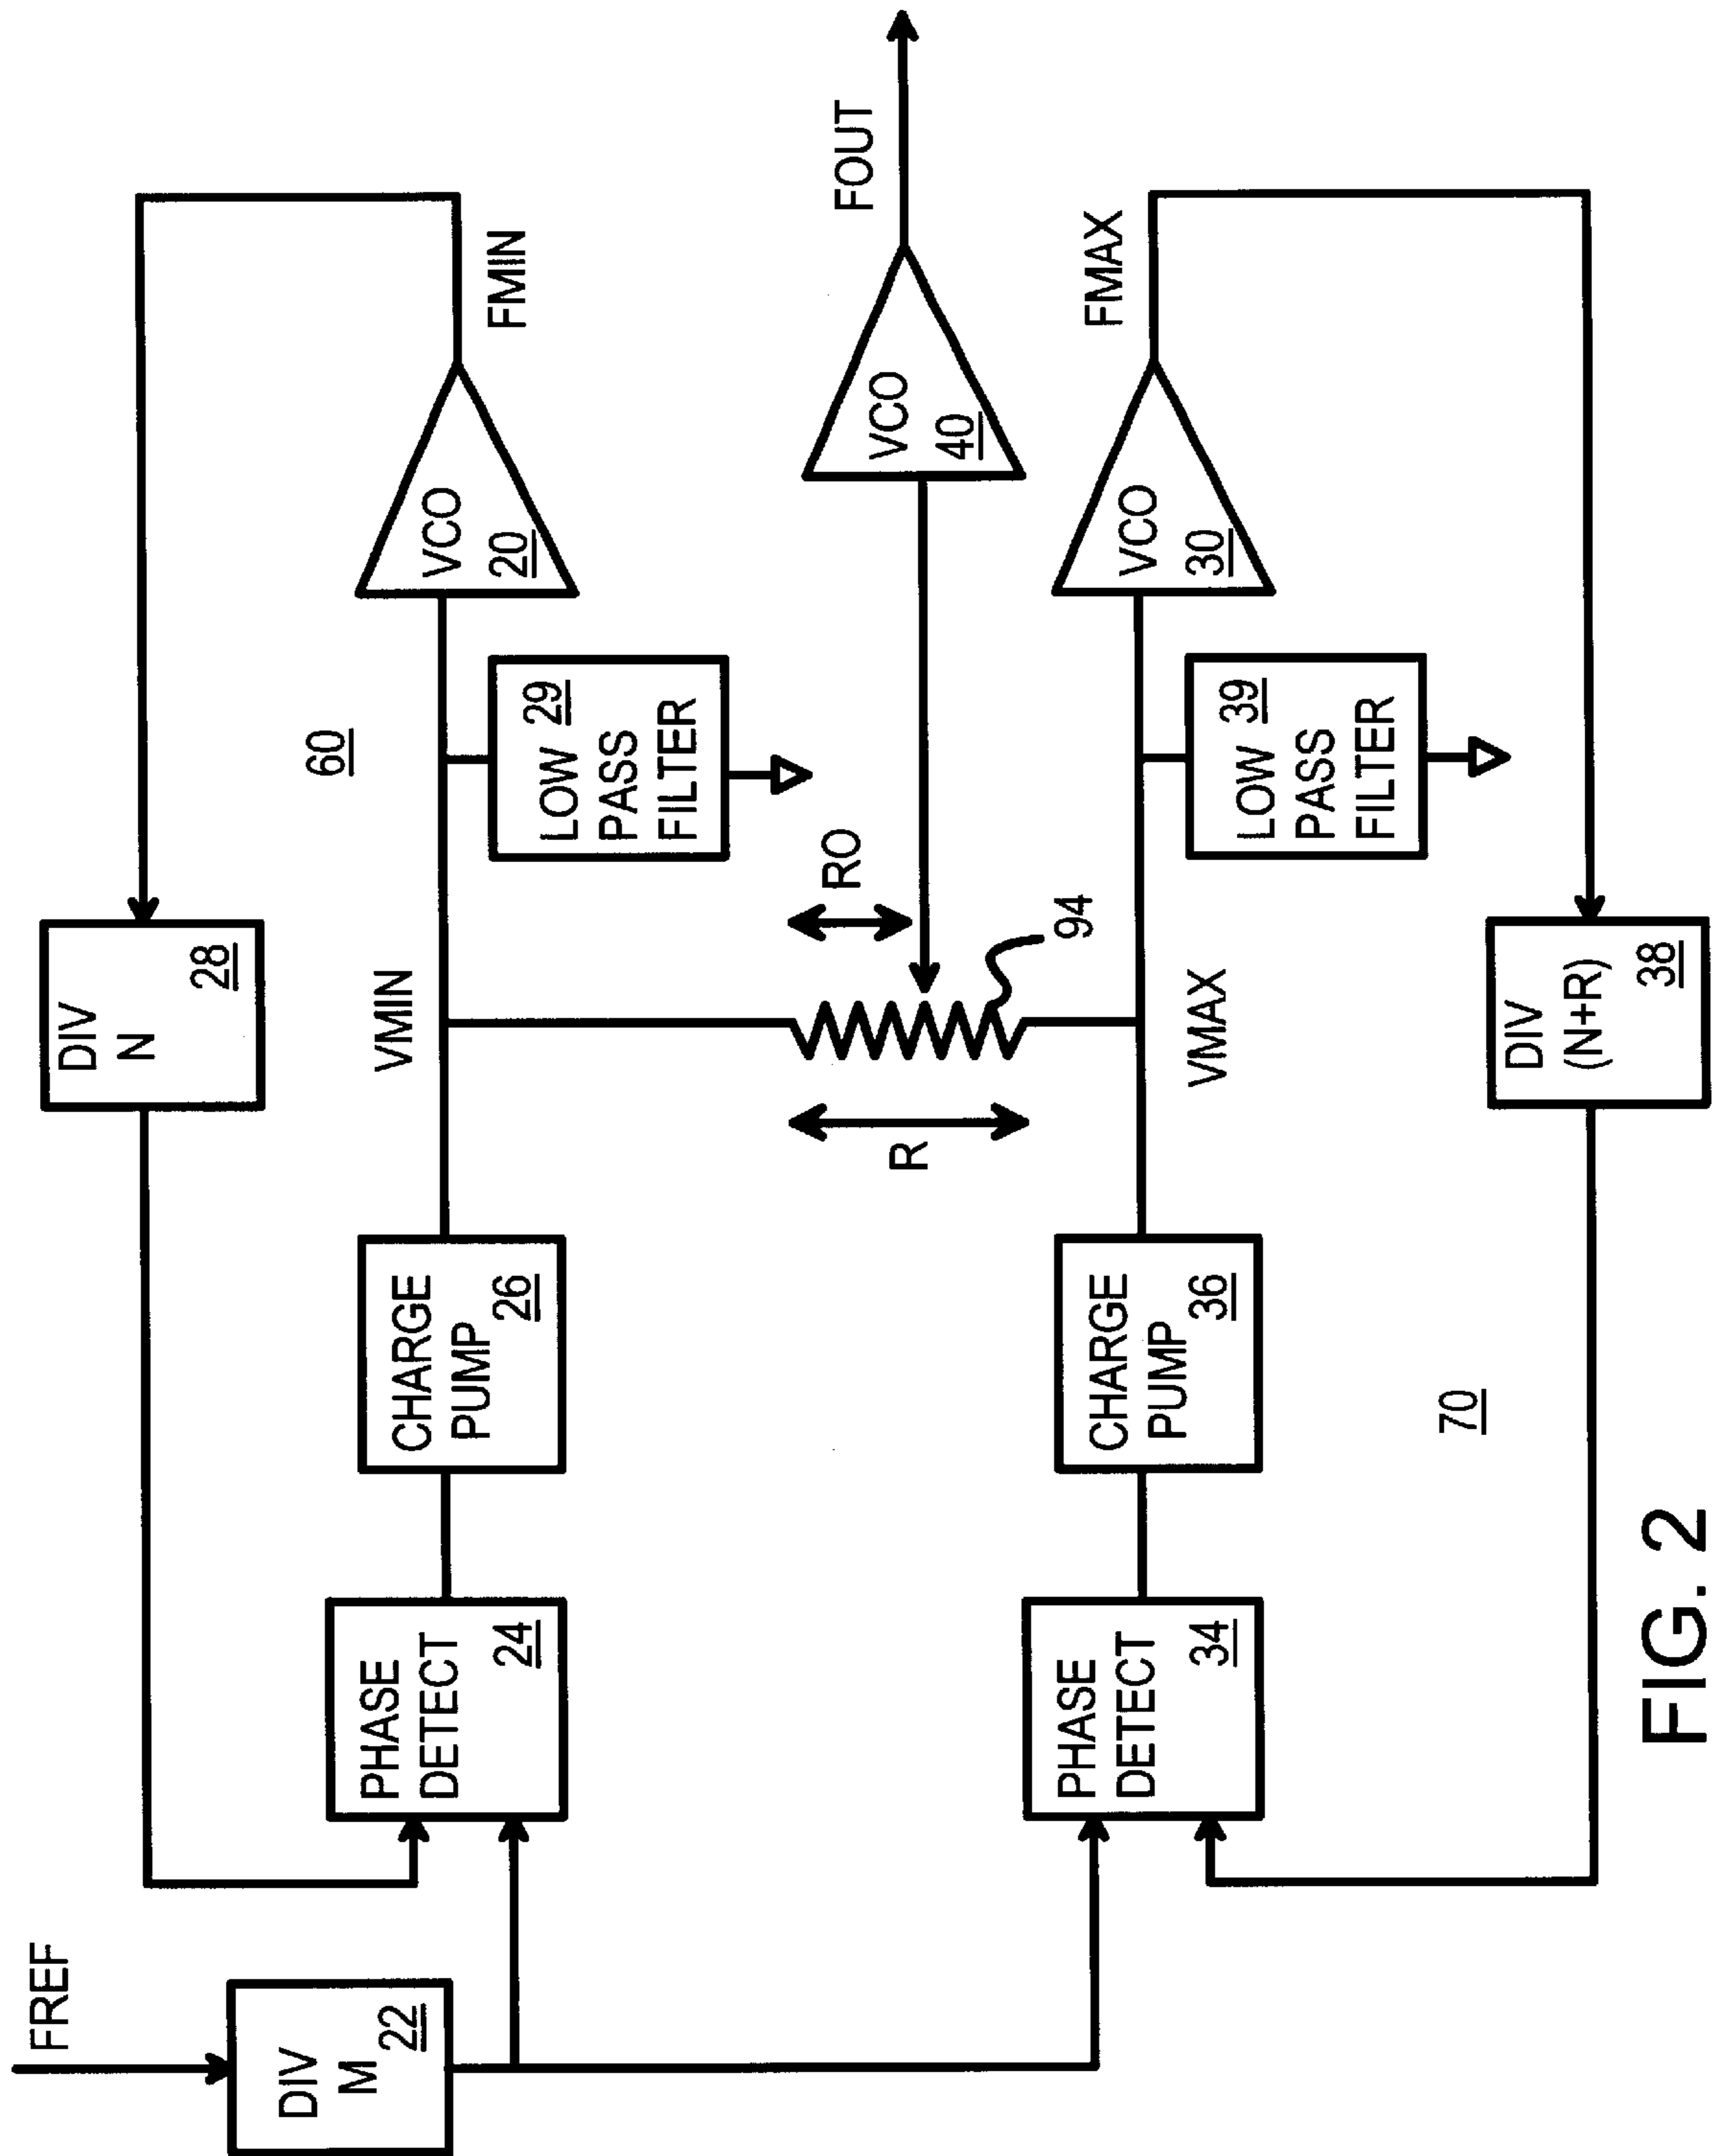 FREF
DIV
M
22
PHASE
DETECT
24
CHARGE
PUMP
26
DIV
N
28
VMIN
60
LOW 29
PASS
FILTER
VCO
20
FMIN
R
RO
94
VCO
40
FOUT
PHASE
DETECT
34
CHARGE
PUMP
36
VMAX
LOW 39
PASS
FILTER
VCO
30
FMAX
70
DIV
(N+R)
38
FIG. 2